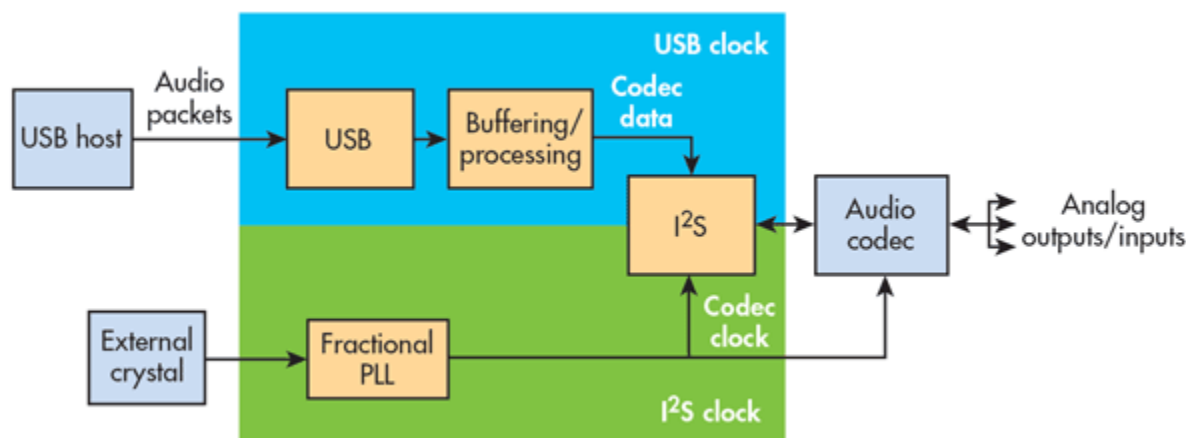 USB clock
Audio
packets
Codec
data
USB host
USB
Buffering/
processing
I²S
Audio
codec
Analog
outputs/inputs
External
crystal
Fractional
PLL
Codec
clock
I²S clock